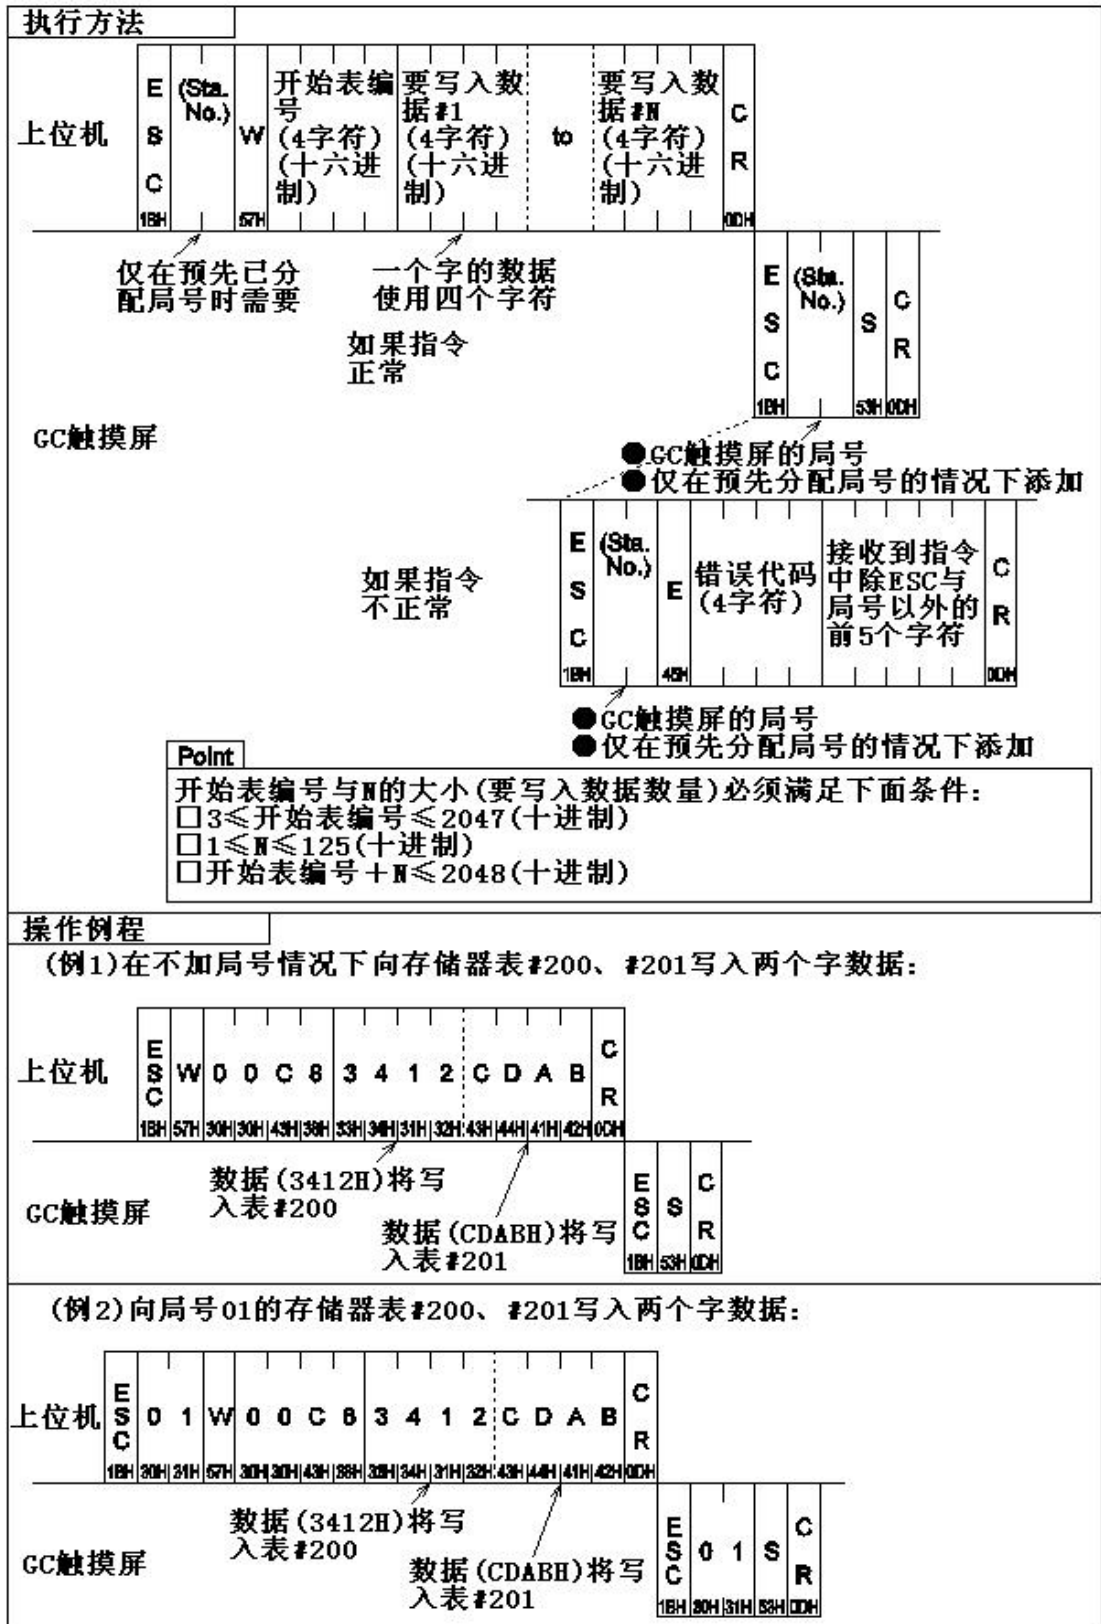 执行方法
上位机
ESC
(Sta. No.)
W
开始表编号
(4字符)
(十六进制)
要写入数据#1
(4字符)
(十六进制)
to
要写入数据#N
(4字符)
(十六进制)
CR
1BH 57H 0DH
仅在预先已分
配局号时需要
一个字的数据
使用四个字符
如果指令
正常
ESC
(Sta. No.)
S
CR
1BH 53H 0DH
GC触摸屏
●GC触摸屏的局号
●仅在预先分配局号的情况下添加
如果指令
不正常
ESC
(Sta. No.)
E
错误代码
(4字符)
接收到指令
中除ESC与
局号以外的
前5个字符
CR
1BH 45H 0DH
●GC触摸屏的局号
●仅在预先分配局号的情况下添加
Point
开始表编号与N的大小(要写入数据数量)必须满足下面条件:
□3≤开始表编号≤2047(十进制)
□1≤N≤125(十进制)
□开始表编号+N≤2048(十进制)
操作例程
(例1)在不加局号情况下向存储器表#200、#201写入两个字数据:
上位机
ESC W 0 0 C 8 3 4 1 2 C D A B CR
1BH 57H 30H 30H 43H 38H 33H 34H 31H 32H 43H 44H 41H 42H 0DH
数据(3412H)将写
入表#200
数据(CDABH)将写
入表#201
GC触摸屏
ESC S CR
1BH 53H 0DH
(例2)向局号01的存储器表#200、#201写入两个字数据:
上位机
ESC 0 1 W 0 0 C 8 3 4 1 2 C D A B CR
1BH 30H 31H 57H 30H 30H 43H 38H 33H 34H 31H 32H 43H 44H 41H 42H 0DH
数据(3412H)将写
入表#200
数据(CDABH)将写
入表#201
GC触摸屏
ESC 0 1 S CR
1BH 30H 31H 53H 0DH